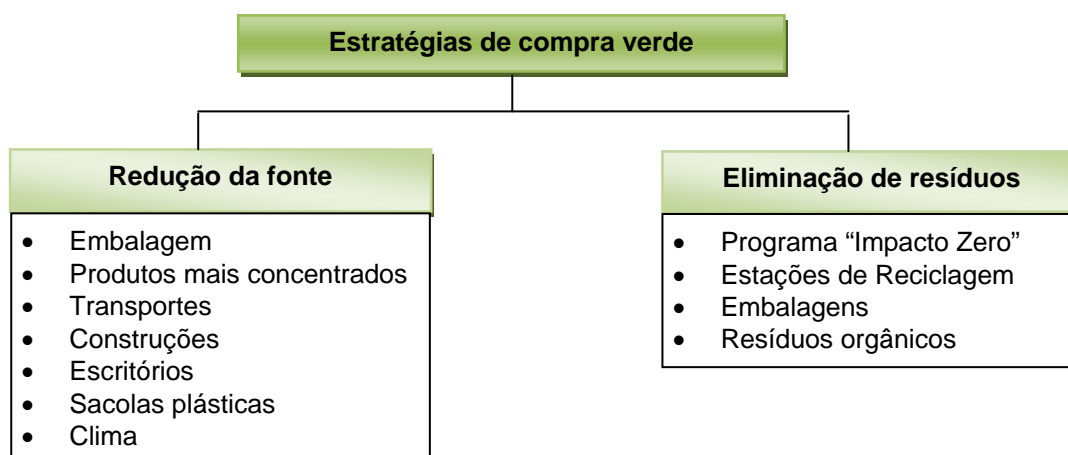 Estratégias de compra verde
Redução da fonte
• Embalagem
• Produtos mais concentrados
• Transportes
• Construções
• Escritórios
• Sacolas plásticas
• Clima
Eliminação de resíduos
• Programa “Impacto Zero”
• Estações de Reciclagem
• Embalagens
• Resíduos orgânicos